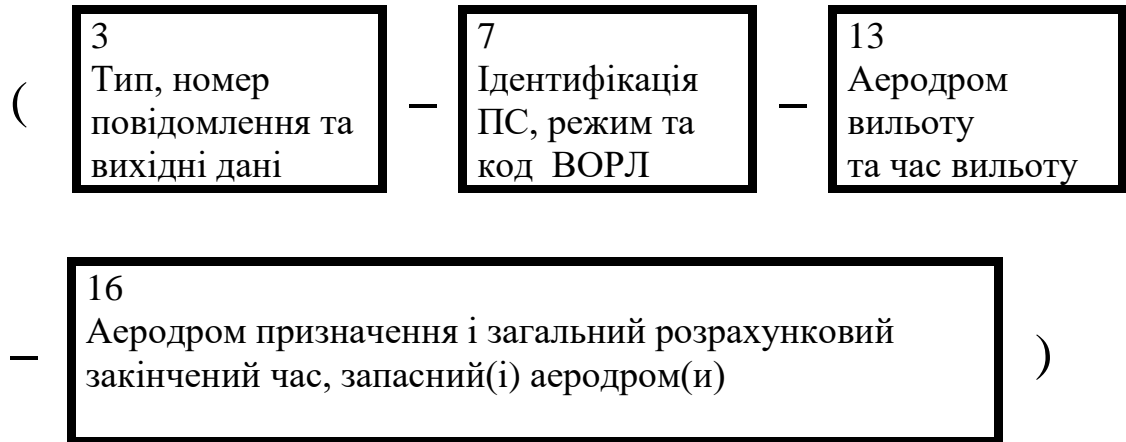 (
3
Тип, номер
повідомлення та
вихідні дані
–
7
Ідентифікація
ПС, режим та
код ВОРЛ
–
13
Аеродром
вильоту
та час вильоту
–
16
Аеродром призначення і загальний розрахунковий
закінчений час, запасний(і) аеродром(и)
)